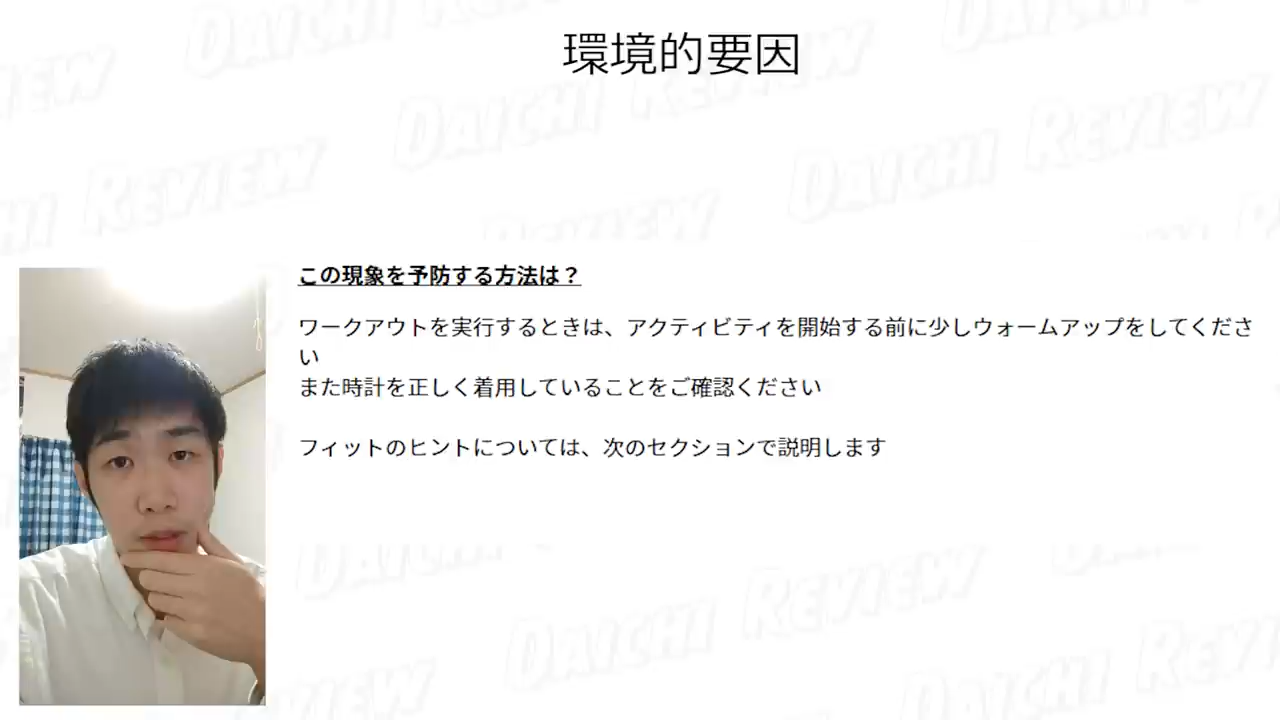 環境的要因
この現象を予防する方法は？
ワークアウトを実行するときは、アクティビティを開始する前に少しウォームアップをしてくださ
い
また時計を正しく着用していることをご確認ください
フィットのヒントについては、次のセクションで説明します
DAICHI REVIEW